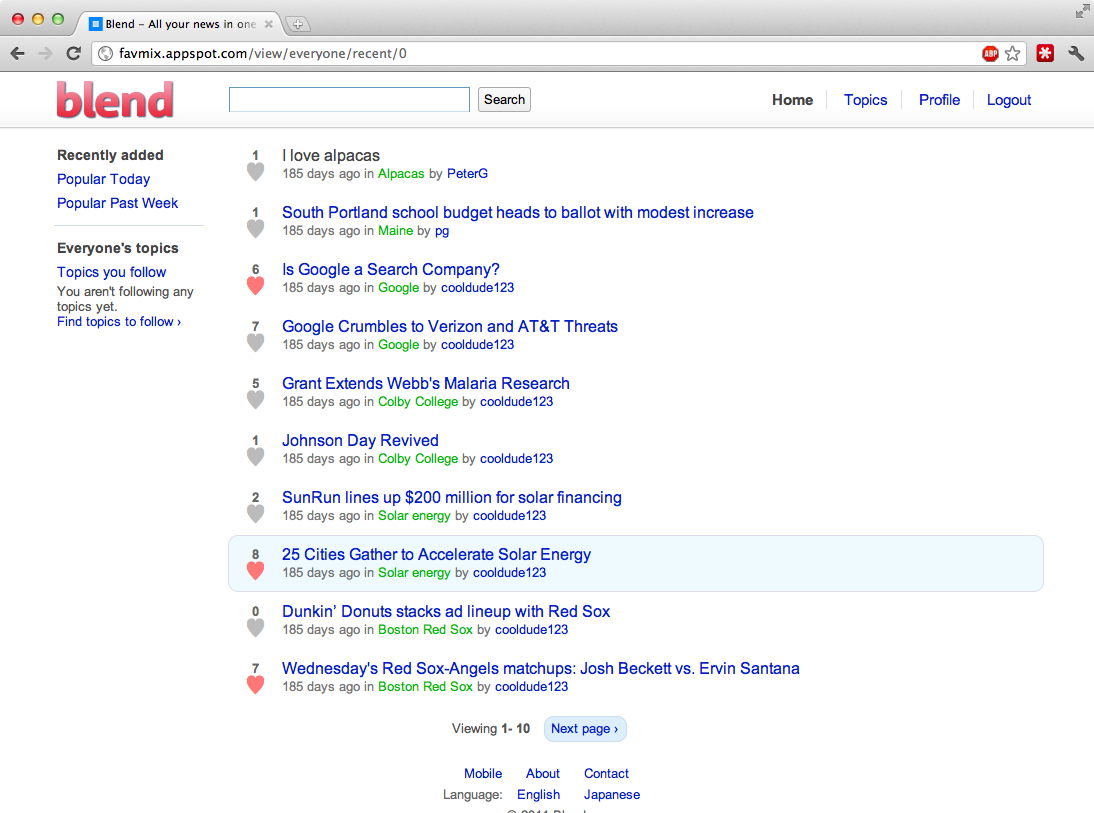 Blend – All your news in one
favmix.appspot.com/view/everyone/recent/0
ABP
blend
Search
Home Topics Profile Logout
Recently added
Popular Today
Popular Past Week
Everyone's topics
Topics you follow
You aren't following any
topics yet.
Find topics to follow ›
1
I love alpacas
185 days ago in Alpacas by PeterG
1
South Portland school budget heads to ballot with modest increase
185 days ago in Maine by pg
6
Is Google a Search Company?
185 days ago in Google by cooldude123
7
Google Crumbles to Verizon and AT&T Threats
185 days ago in Google by cooldude123
5
Grant Extends Webb's Malaria Research
185 days ago in Colby College by cooldude123
1
Johnson Day Revived
185 days ago in Colby College by cooldude123
2
SunRun lines up $200 million for solar financing
185 days ago in Solar energy by cooldude123
8
25 Cities Gather to Accelerate Solar Energy
185 days ago in Solar energy by cooldude123
0
Dunkin’ Donuts stacks ad lineup with Red Sox
185 days ago in Boston Red Sox by cooldude123
7
Wednesday's Red Sox-Angels matchups: Josh Beckett vs. Ervin Santana
185 days ago in Boston Red Sox by cooldude123
Viewing 1- 10 Next page ›
Mobile About Contact
Language: English Japanese
© 2011 Blend